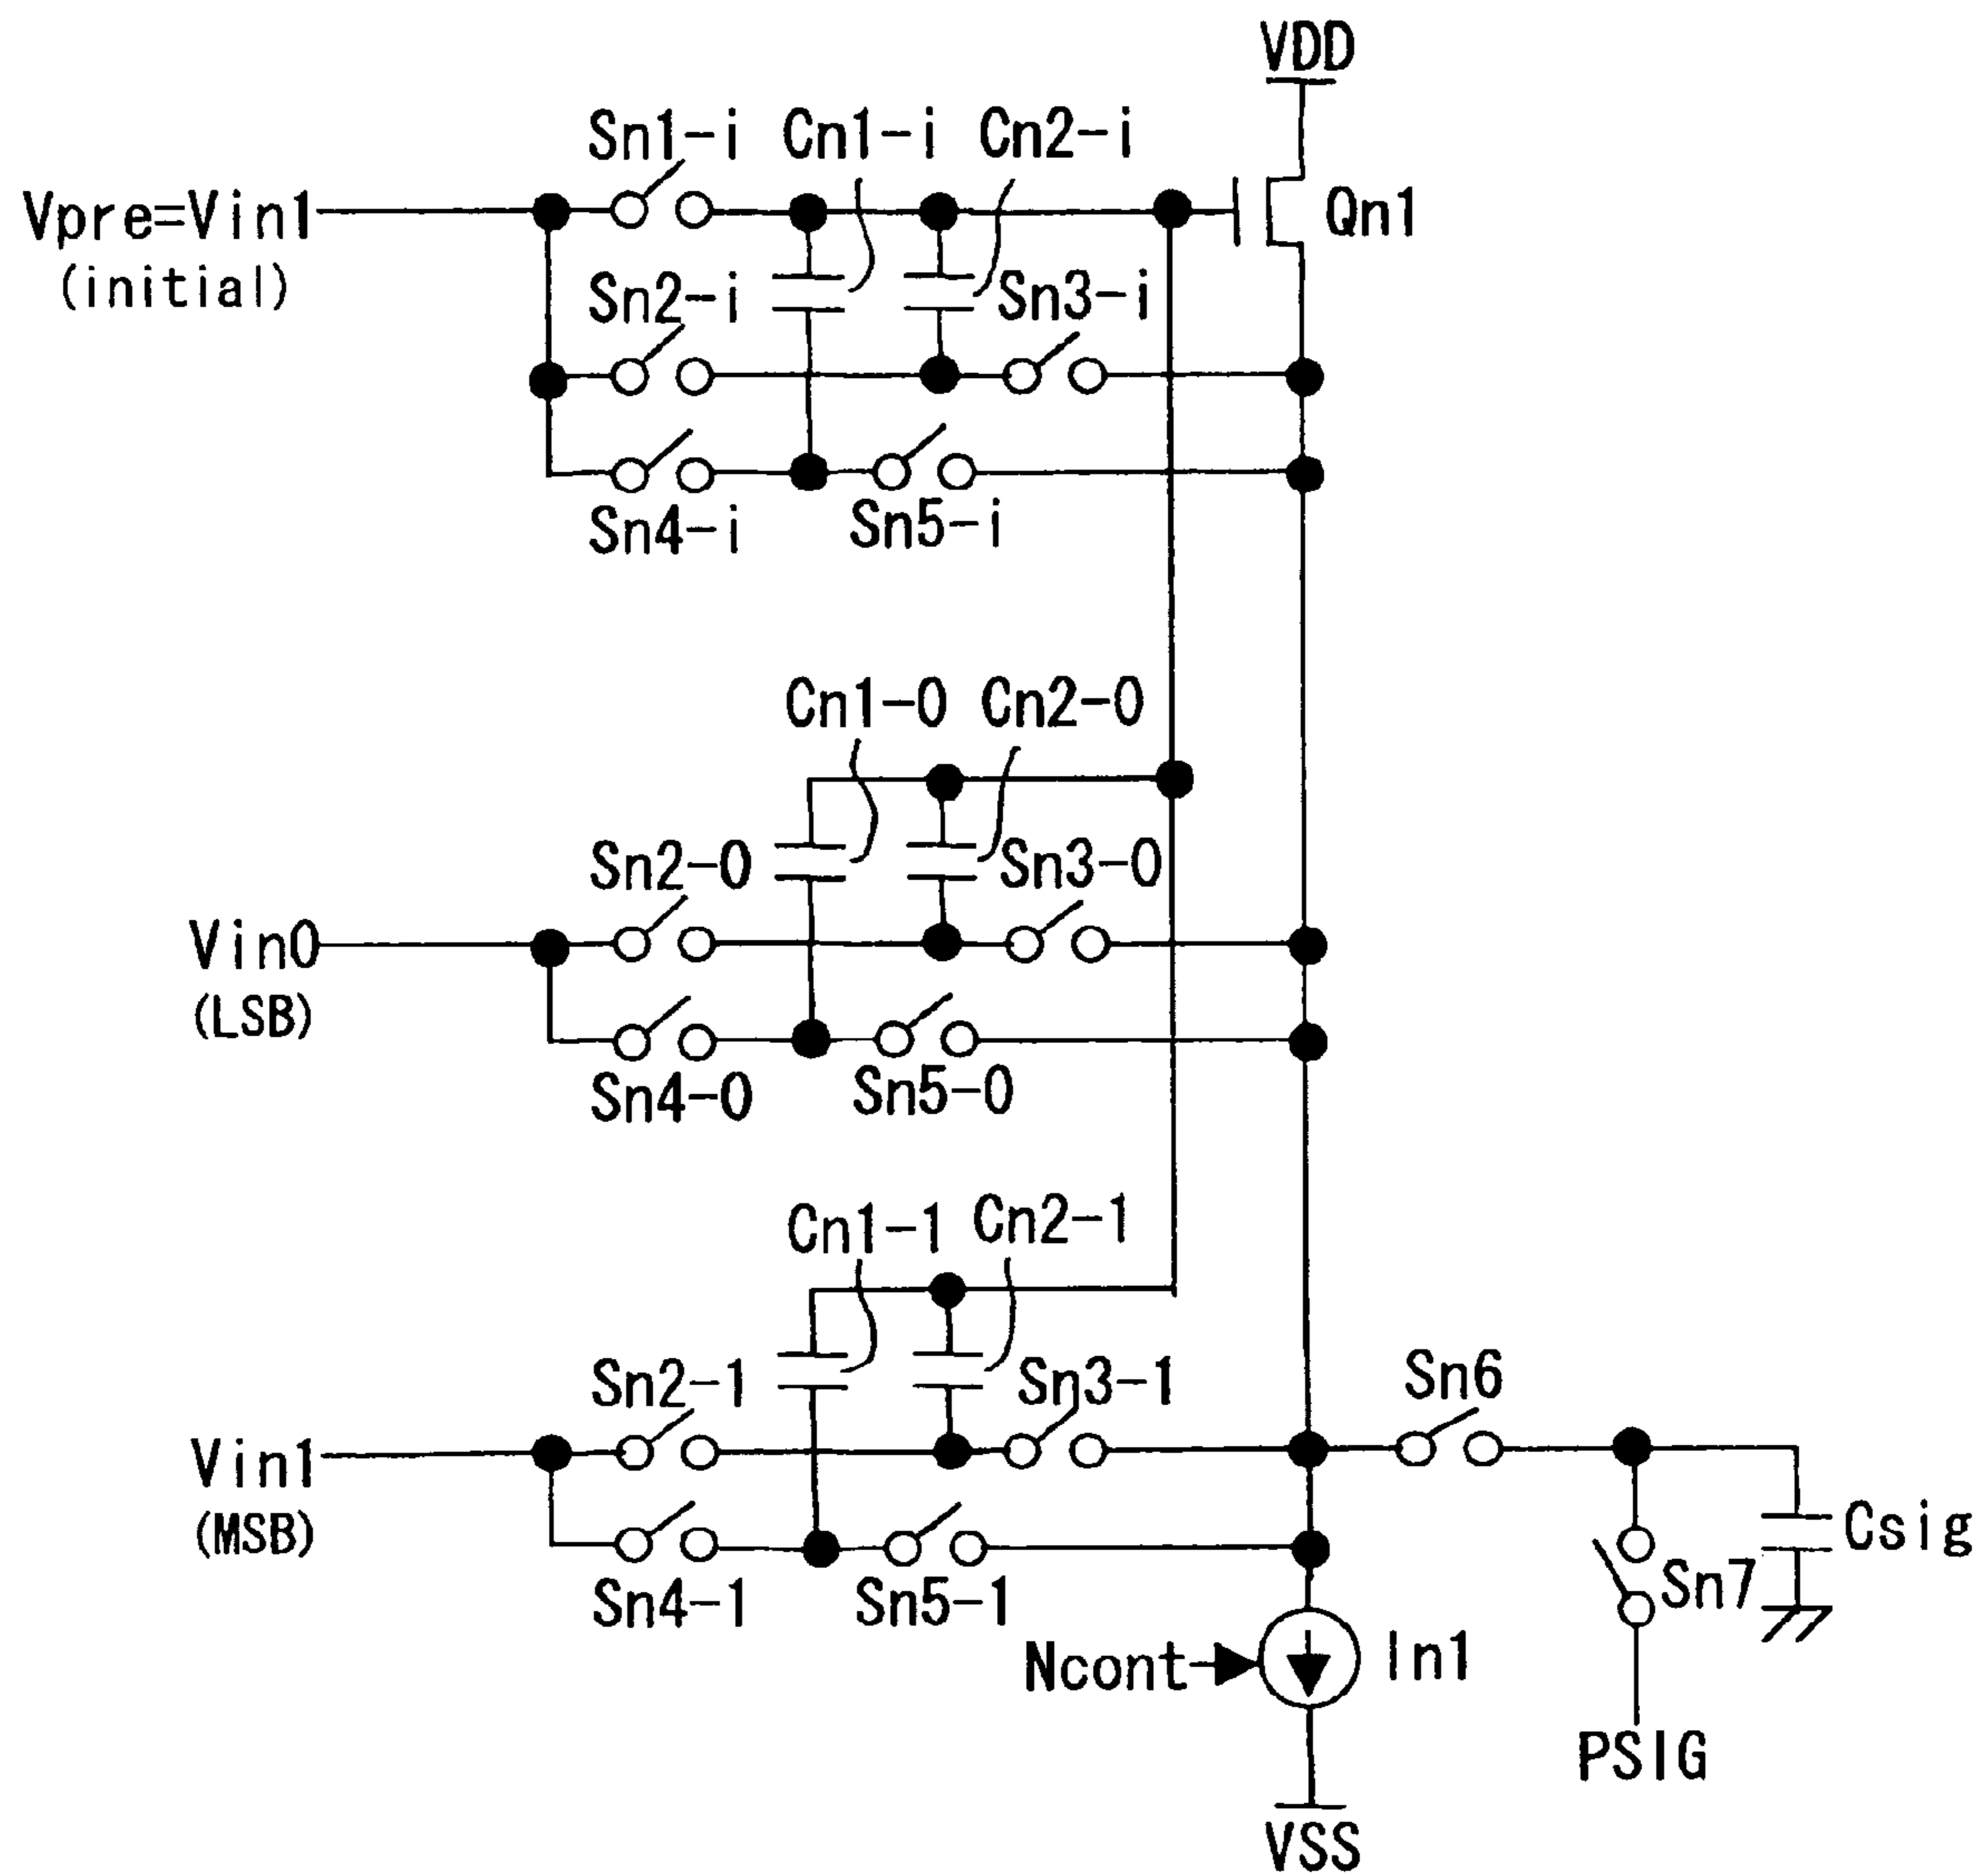 VDD
Sn1-i Cn1-i Cn2-i
Vpre=Vin1
(initial)
Qn1
Sn2-i Sn3-i
Sn4-i Sn5-i
Cn1-0 Cn2-0
Sn2-0 Sn3-0
Vin0
(LSB)
Sn4-0 Sn5-0
Cn1-1 Cn2-1
Sn2-1 Sn3-1 Sn6
Vin1
(MSB)
Csig
Sn7
Sn4-1 Sn5-1
Ncont In1
PSIG
VSS